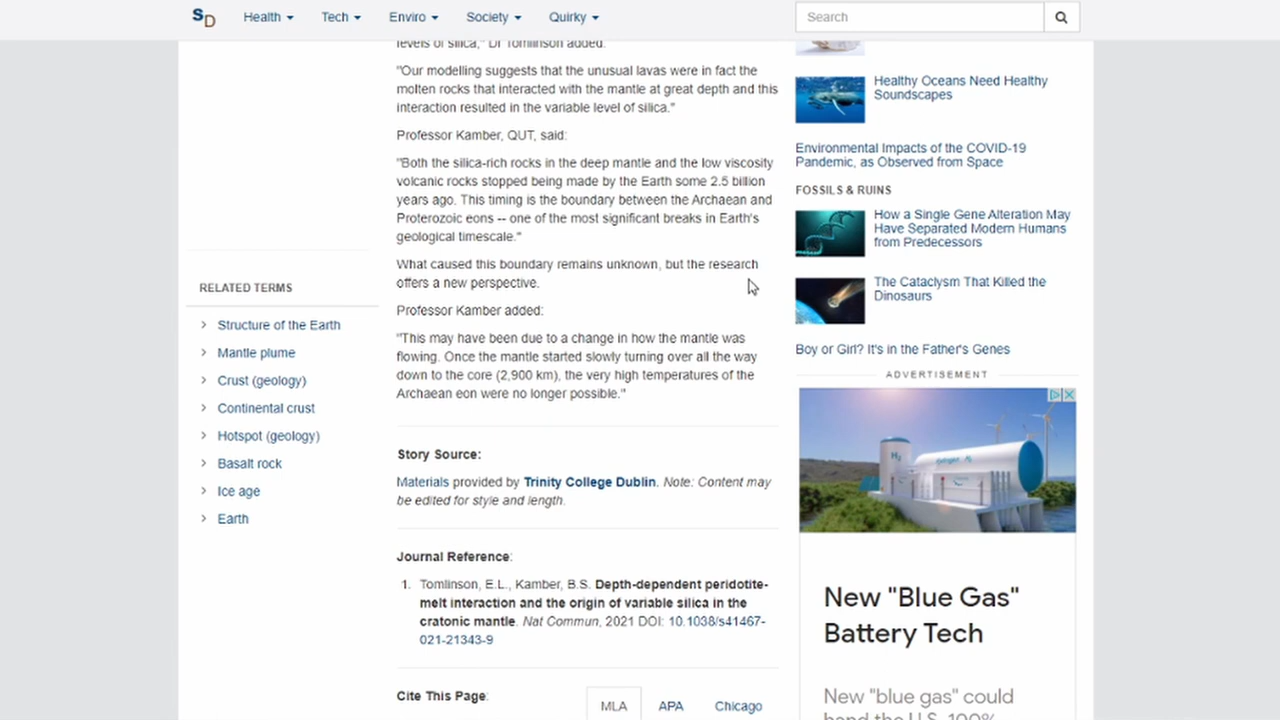 SD
Health
Tech
Enviro
Society
Quirky
Search
levels of silica," Dr Tomlinson added.
"Our modelling suggests that the unusual lavas were in fact the
molten rocks that interacted with the mantle at great depth and this
interaction resulted in the variable level of silica."
Professor Kamber, QUT, said:
"Both the silica-rich rocks in the deep mantle and the low viscosity
volcanic rocks stopped being made by the Earth some 2.5 billion
years ago. This timing is the boundary between the Archaean and
Proterozoic eons -- one of the most significant breaks in Earth's
geological timescale."
What caused this boundary remains unknown, but the research
offers a new perspective.
Professor Kamber added:
"This may have been due to a change in how the mantle was
flowing. Once the mantle started slowly turning over all the way
down to the core (2,900 km), the very high temperatures of the
Archaean eon were no longer possible."
Story Source:
Materials provided by Trinity College Dublin. Note: Content may
be edited for style and length.
Journal Reference:
1. Tomlinson, E.L., Kamber, B.S. Depth-dependent peridotite-
melt interaction and the origin of variable silica in the
cratonic mantle. Nat Commun, 2021 DOI: 10.1038/s41467-
021-21343-9
Cite This Page:
MLA
APA
Chicago
RELATED TERMS
Structure of the Earth
Mantle plume
Crust (geology)
Continental crust
Hotspot (geology)
Basalt rock
Ice age
Earth
Healthy Oceans Need Healthy
Soundscapes
Environmental Impacts of the COVID-19
Pandemic, as Observed from Space
FOSSILS & RUINS
How a Single Gene Alteration May
Have Separated Modern Humans
from Predecessors
The Cataclysm That Killed the
Dinosaurs
Boy or Girl? It's in the Father's Genes
ADVERTISEMENT
H2
New "Blue Gas"
Battery Tech
New "blue gas" could
hand the U.S. 100%